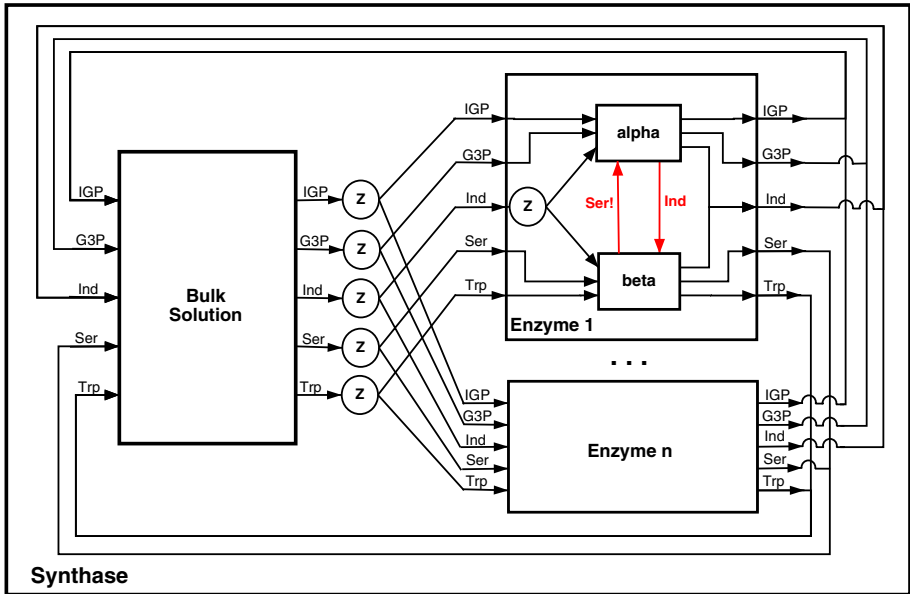 IGP
G3P
Ind
Ser
Trp
Bulk
Solution
IGP
G3P
Ind
Ser
Trp
Z
Z
Z
Z
Z
IGP
G3P
Ind
Ser
Trp
Z
alpha
Ser!
Ind
beta
Enzyme 1
IGP
G3P
Ind
Ser
Trp
. . .
IGP
G3P
Ind
Ser
Trp
Enzyme n
IGP
G3P
Ind
Ser
Trp
Synthase